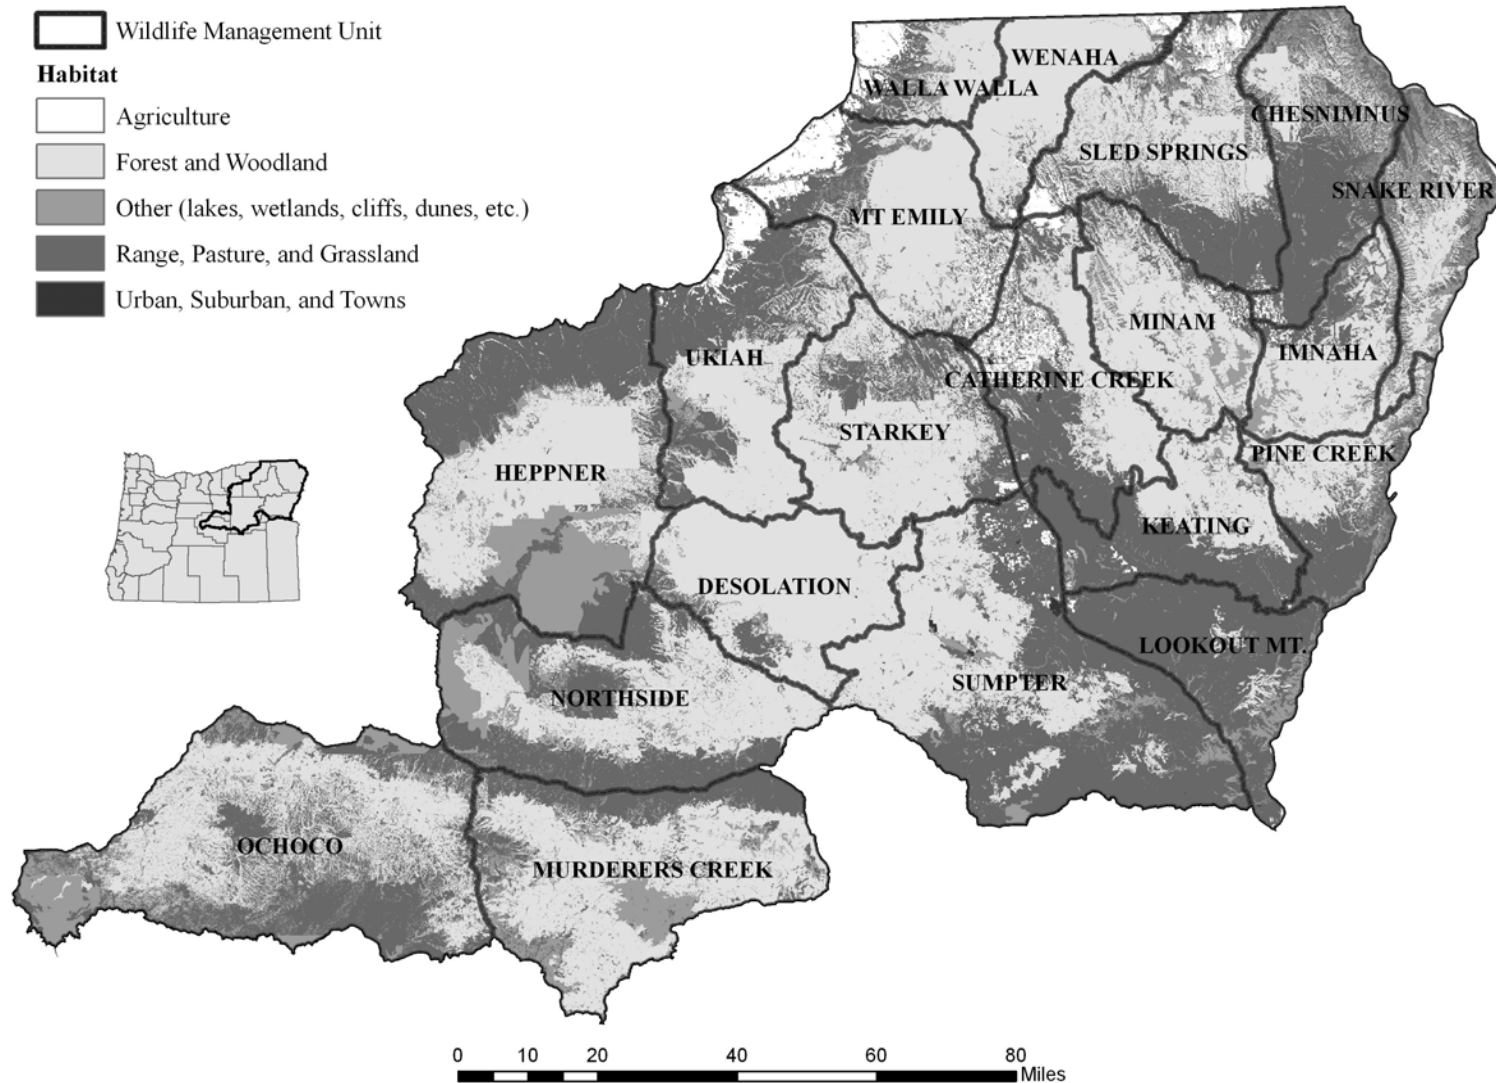 Wildlife Management Unit
Habitat
Agriculture
Forest and Woodland
Other (lakes, wetlands, cliffs, dunes, etc.)
Range, Pasture, and Grassland
Urban, Suburban, and Towns
WENAHA
WALLA WALLA
CHESNIMNUS
SLED SPRINGS
SNAKE RIVER
MT EMILY
MINAM
IMNAHA
UKIAH
CATHERINE CREEK
STARKEY
PINE CREEK
HEPPNER
KEATING
DESOLATION
LOOKOUT MT.
SUMPTER
NORTHSIDE
OCHOCO
MURDERERS CREEK
0 10 20 40 60 80
Miles